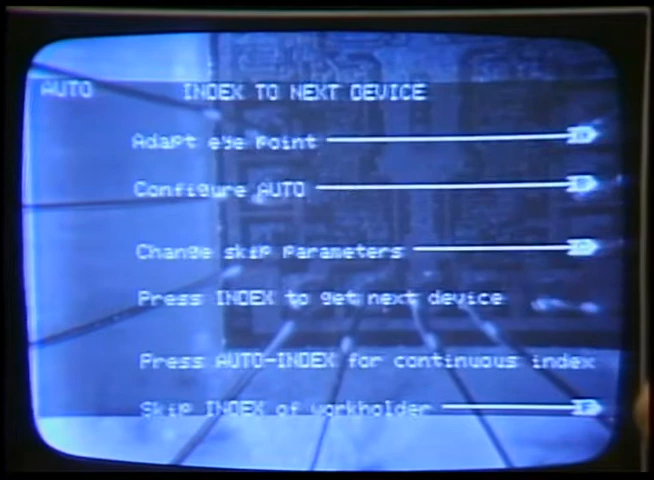 AUTO INDEX TO NEXT DEVICE
Adapt eye point
Configure AUTO
Change skip parameters
Press INDEX to get next device
Press AUTO-INDEX for continuous index
Skip INDEX of workholder